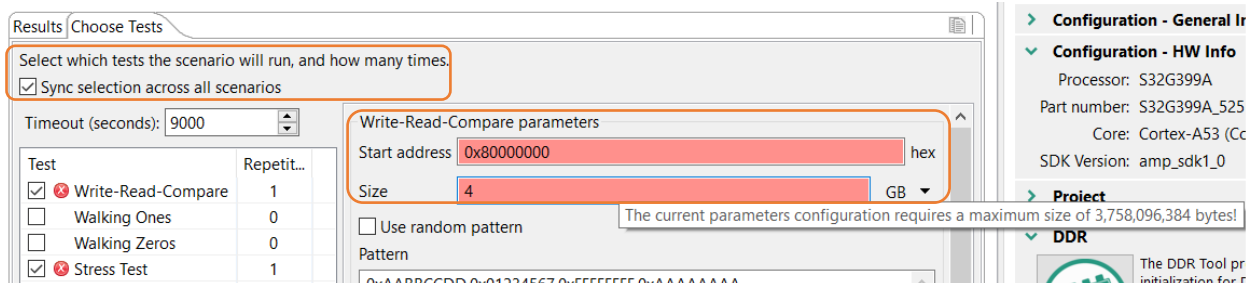 Results Choose Tests
Select which tests the scenario will run, and how many times.
Sync selection across all scenarios
Timeout (seconds): 9000
Test Repetit...
Write-Read-Compare 1
Walking Ones 0
Walking Zeros 0
Stress Test 1
Write-Read-Compare parameters
Start address 0x80000000 hex
Size 4 GB
The current parameters configuration requires a maximum size of 3,758,096,384 bytes!
Use random pattern
Pattern
0xAABBCCDD 0x01234567 0xFFFFFFFF 0xAAAAAAAA
Configuration - General
Configuration - HW Info
Processor: S32G399A
Part number: S32G399A_525
Core: Cortex-A53
SDK Version: amp_sdk1_0
Project
DDR
The DDR Tool
initialization for